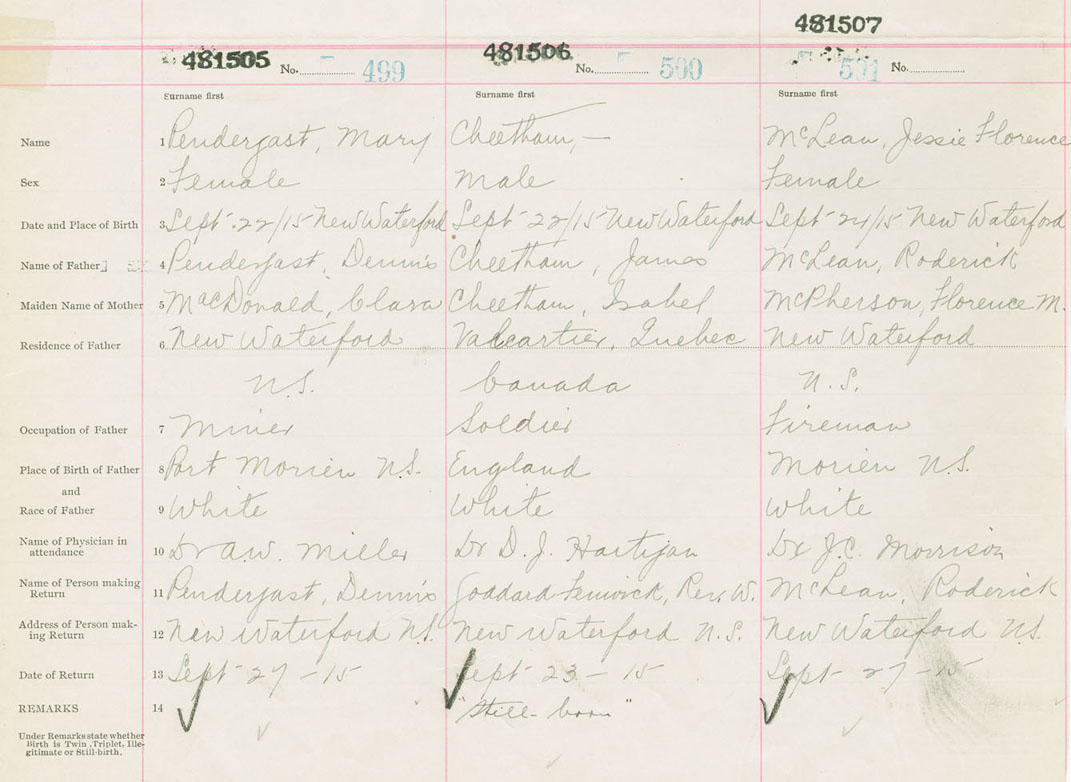 481507
481505 481506
No. 499 No. 500 501 No.
Surname first Surname first Surname first
Name 1 Pendergast, Mary Cheetham, — McLean, Jessie Florence
Sex 2 Female Male Female
Date and Place of Birth 3 Sept. 22/15 New Waterford Sept 22/15 New Waterford Sept 24/15 New Waterford
Name of Father 4 Pendergast, Dennis Cheetham, James McLean, Roderick
Maiden Name of Mother 5 MacDonald, Clara Cheetham, Isabel McPherson, Florence M.
Residence of Father 6 New Waterford Valcartier, Quebec New Waterford
N.S. Canada N.S.
Occupation of Father 7 Miner Soldier Fireman
Place of Birth of Father 8 Port Morien N.S. England Morien N.S.
and
Race of Father 9 White White White
Name of Physician in
attendance 10 Dr A.W. Miller Dr D. J. Hartigan Dr J.C. Morrison
Name of Person making
Return 11 Pendergast, Dennis Goddard-Fenwick, Rev. W. McLean, Roderick
Address of Person mak-
ing Return 12 New Waterford N.S. New Waterford N.S. New Waterford N.S.
Date of Return 13 Sept 27 - 15 Sept 23 - 15 Sept 27 - 15
REMARKS 14 "Still-born"
Under Remarks state whether
Birth is Twin, Triplet, Ille-
gitimate or Still-birth.